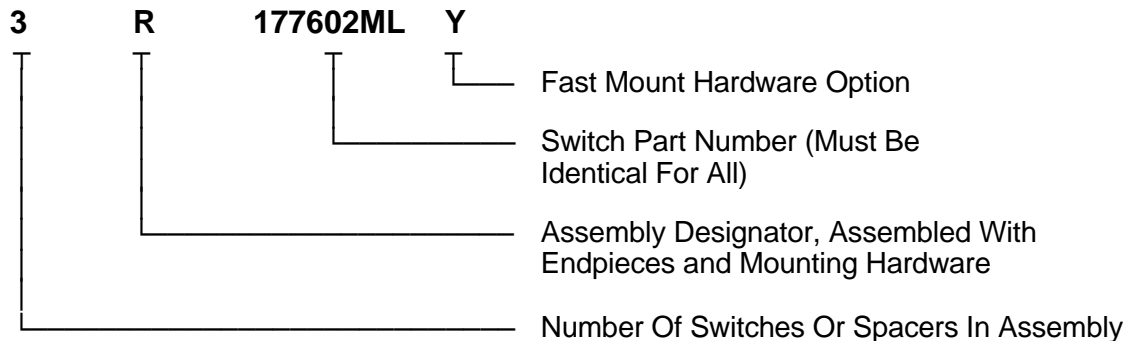 3 R 177602ML Y
Fast Mount Hardware Option
Switch Part Number (Must Be
Identical For All)
Assembly Designator, Assembled With
Endpieces and Mounting Hardware
Number Of Switches Or Spacers In Assembly